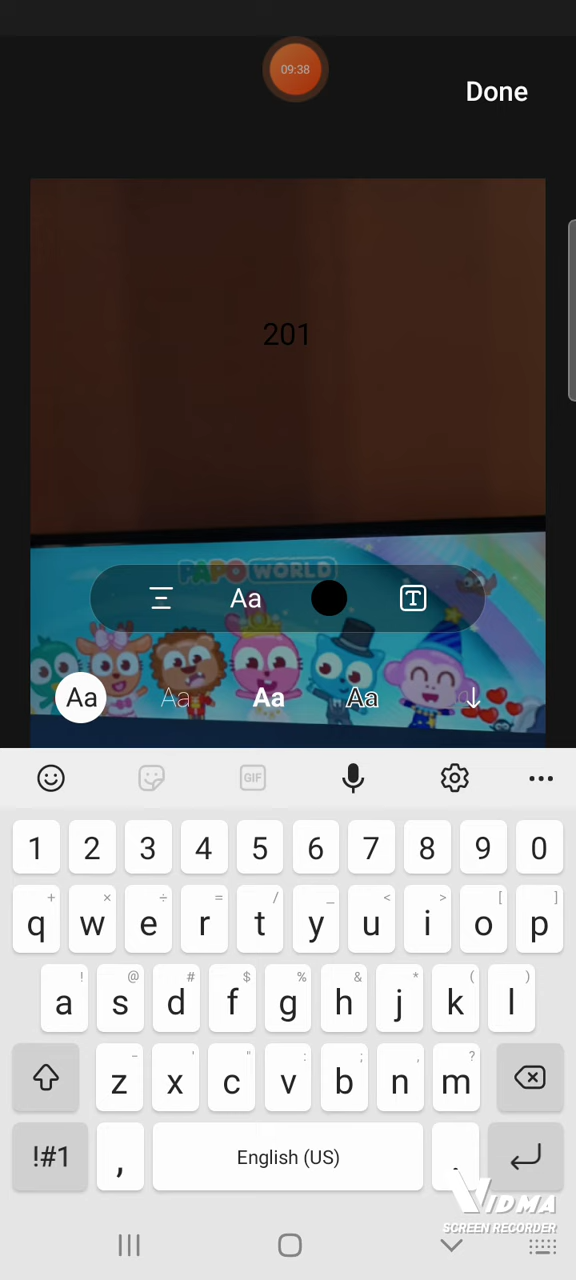 09:38
Done
201
PAPO WORLD
Aa
Aa Aa Aa Aa
GIF
1 2 3 4 5 6 7 8 9 0
+ × ÷ = / _ < > [ ]
q w e r t y u i o p
! @ # $ % & * ( )
a s d f g h j k l
- ' " : ; , ?
z x c v b n m
!#1 , English (US) .
VIDMA
SCREEN RECORDER